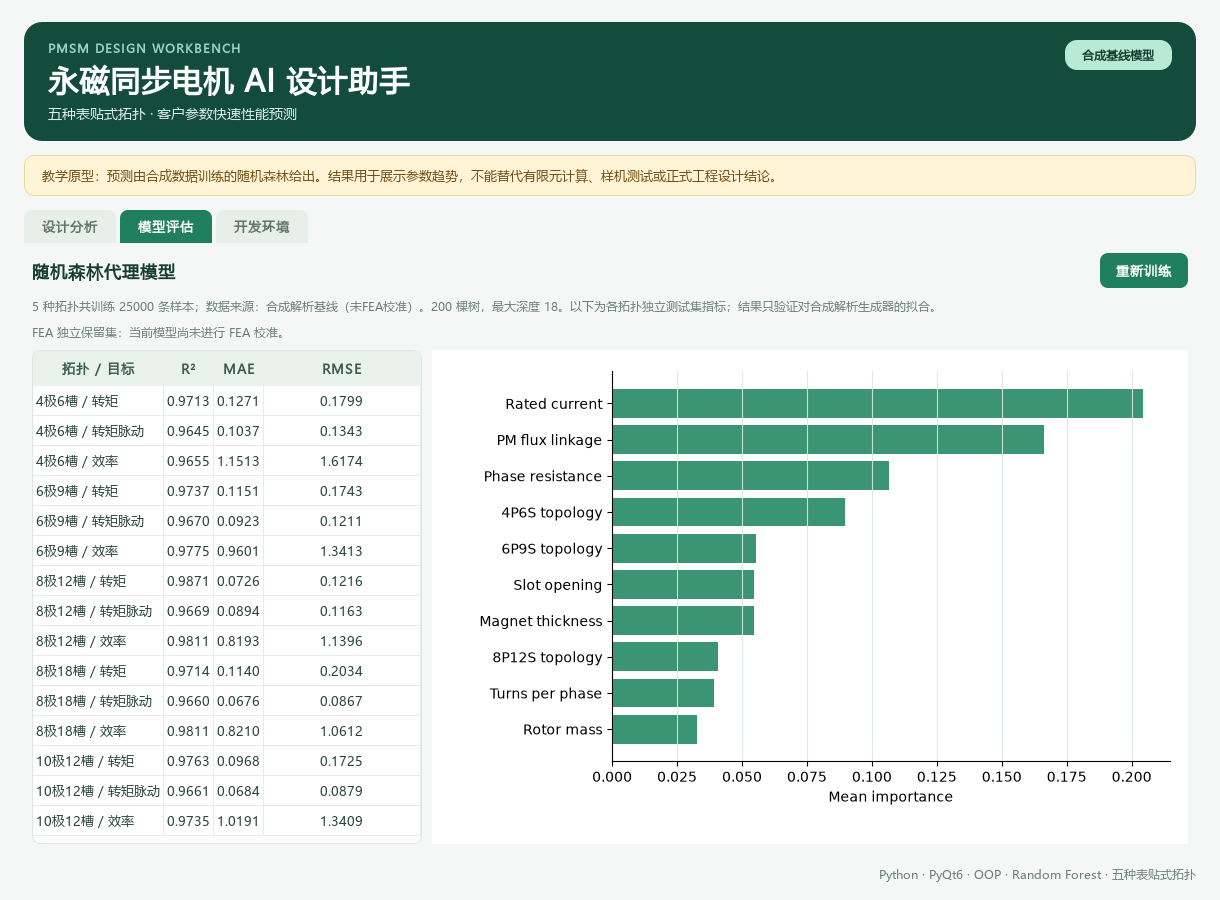 PMSM DESIGN WORKBENCH
永磁同步电机 AI 设计助手
五种表贴式拓扑 · 客户参数快速性能预测
合成基线模型
教学原型：预测由合成数据训练的随机森林给出。结果用于展示参数趋势，不能替代有限元计算、样机测试或正式工程设计结论。
设计分析
模型评估
开发环境
随机森林代理模型
重新训练
5 种拓扑共训练 25000 条样本；数据来源：合成解析基线（未FEA校准）。200 棵树，最大深度 18。以下为各拓扑独立测试集指标；结果只验证对合成解析生成器的拟合。
FEA 独立保留集：当前模型尚未进行 FEA 校准。
拓扑 / 目标 R² MAE RMSE
4极6槽 / 转矩 0.9713 0.1271 0.1799
4极6槽 / 转矩脉动 0.9645 0.1037 0.1343
4极6槽 / 效率 0.9655 1.1513 1.6174
6极9槽 / 转矩 0.9737 0.1151 0.1743
6极9槽 / 转矩脉动 0.9670 0.0923 0.1211
6极9槽 / 效率 0.9775 0.9601 1.3413
8极12槽 / 转矩 0.9871 0.0726 0.1216
8极12槽 / 转矩脉动 0.9669 0.0894 0.1163
8极12槽 / 效率 0.9811 0.8193 1.1396
8极18槽 / 转矩 0.9714 0.1140 0.2034
8极18槽 / 转矩脉动 0.9660 0.0676 0.0867
8极18槽 / 效率 0.9811 0.8210 1.0612
10极12槽 / 转矩 0.9763 0.0968 0.1725
10极12槽 / 转矩脉动 0.9661 0.0684 0.0879
10极12槽 / 效率 0.9735 1.0191 1.3409
Rated current
PM flux linkage
Phase resistance
4P6S topology
6P9S topology
Slot opening
Magnet thickness
8P12S topology
Turns per phase
Rotor mass
0.000 0.025 0.050 0.075 0.100 0.125 0.150 0.175 0.200
Mean importance
Python · PyQt6 · OOP · Random Forest · 五种表贴式拓扑